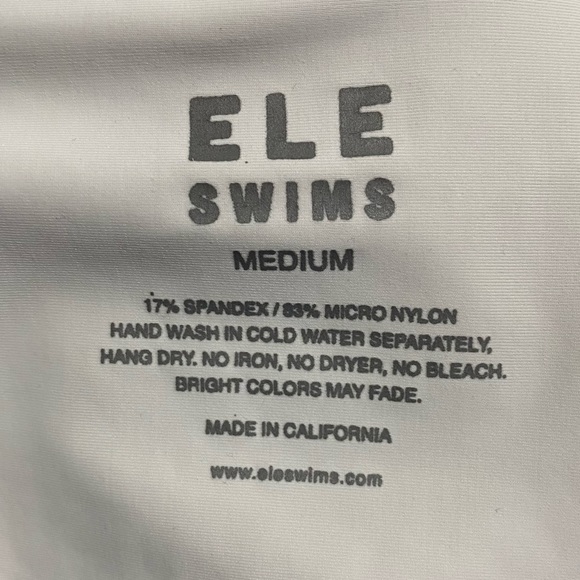 ELE
SWIMS
MEDIUM
17% SPANDEX / 83% MICRO NYLON
HAND WASH IN COLD WATER SEPARATELY,
HANG DRY. NO IRON, NO DRYER, NO BLEACH.
BRIGHT COLORS MAY FADE.
MADE IN CALIFORNIA
www.eleswims.com